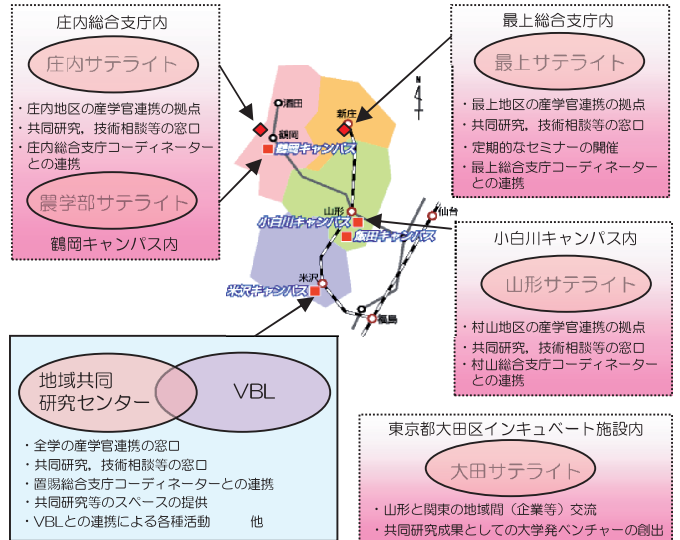 庄内総合支庁内
庄内サテライト
・庄内地区の産学官連携の拠点
・共同研究，技術相談等の窓口
・庄内総合支庁コーディネーター
との連携
農学部サテライト
鶴岡キャンパス内
最上総合支庁内
最上サテライト
・最上地区の産学官連携の拠点
・共同研究，技術相談等の窓口
・定期的なセミナーの開催
・最上総合支庁コーディネーター
との連携
N
酒田
新庄
鶴岡
鶴岡キャンパス
山形
仙台
小白川キャンパス
飯田キャンパス
米沢
米沢キャンパス
福島
小白川キャンパス内
山形サテライト
・村山地区の産学官連携の拠点
・共同研究，技術相談等の窓口
・村山総合支庁コーディネーター
との連携
地域共同
研究センター
VBL
・全学の産学官連携の窓口
・共同研究，技術相談等の窓口
・置賜総合支庁コーディネーターとの連携
・共同研究等のスペースの提供
・VBLとの連携による各種活動　　他
東京都大田区インキュベート施設内
大田サテライト
・山形と関東の地域間（企業等）交流
・共同研究成果としての大学発ベンチャーの創出